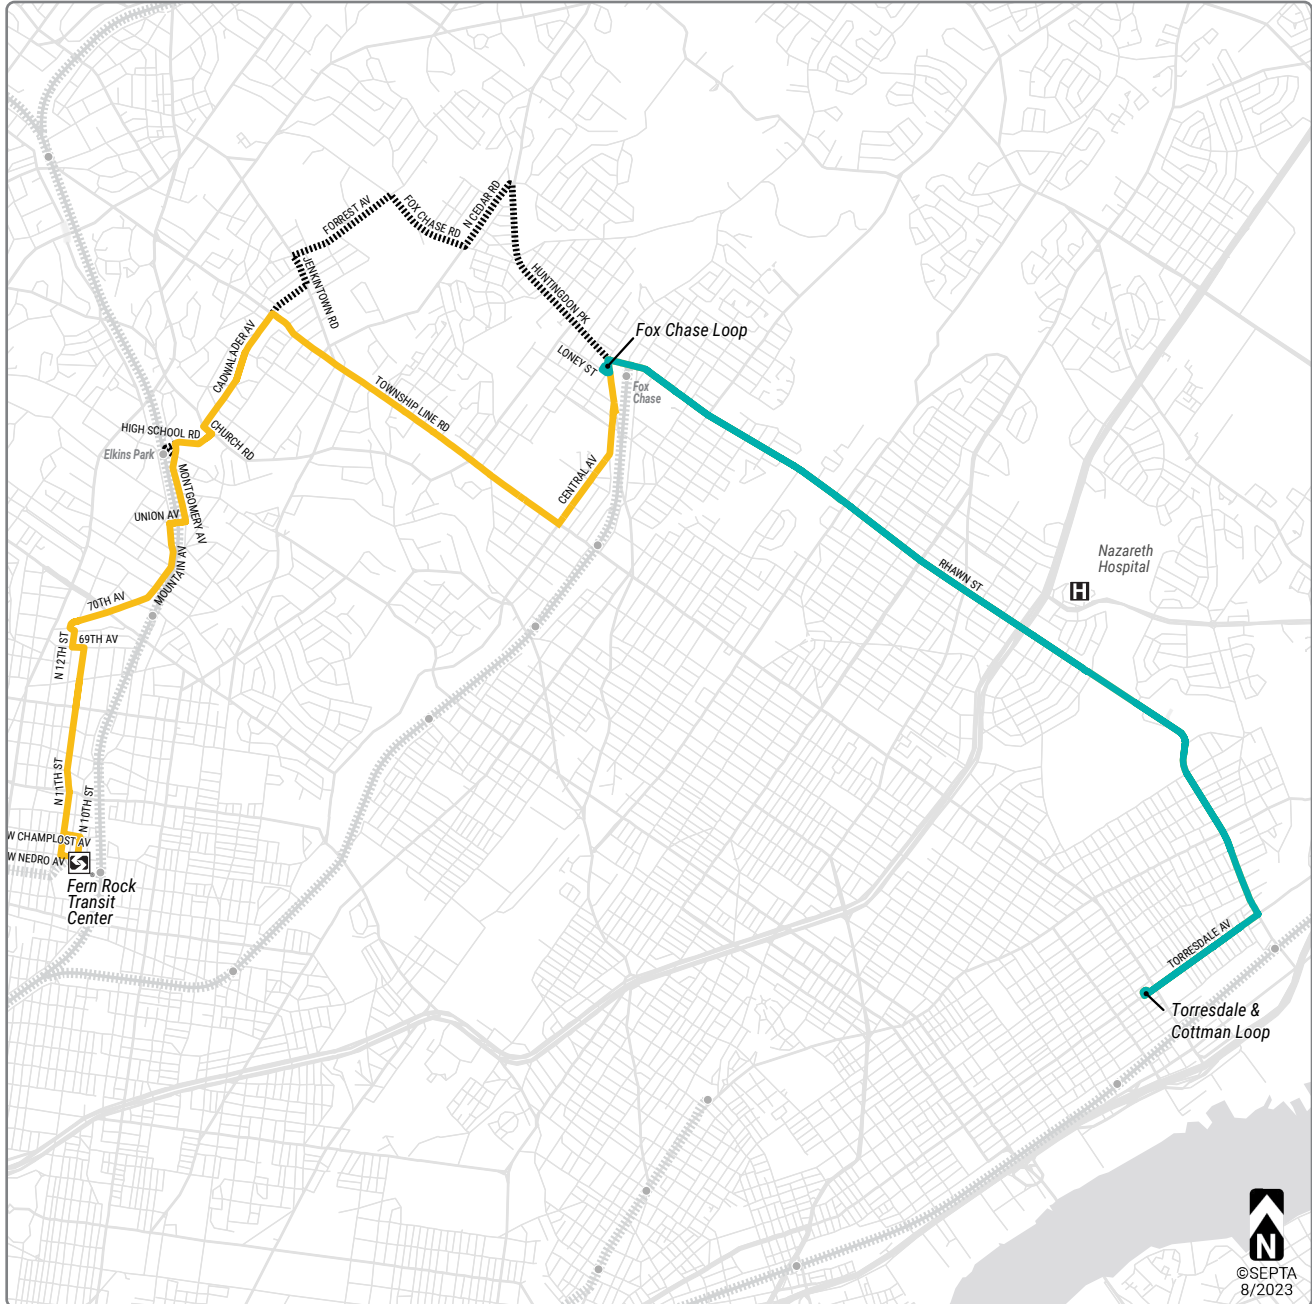 N CEDAR RD
FORREST AV
FOX CHASE RD
JENKINTOWN RD
HUNTINGDON PK
Fox Chase Loop
CADWALADER AV
LONEY ST
TOWNSHIP LINE RD
Fox
Chase
HIGH SCHOOL RD
CHURCH RD
Elkins Park
CENTRAL AV
MONTGOMERY AV
UNION AV
MOUNTAIN AV
Nazareth
Hospital
H
RHAWN ST
70TH AV
69TH AV
N 12TH ST
N 11TH ST
N 10TH ST
W CHAMPLOST AV
W NEDRO AV
Fern Rock
Transit
Center
TORRESDALE AV
Torresdale &
Cottman Loop
N
©SEPTA
8/2023